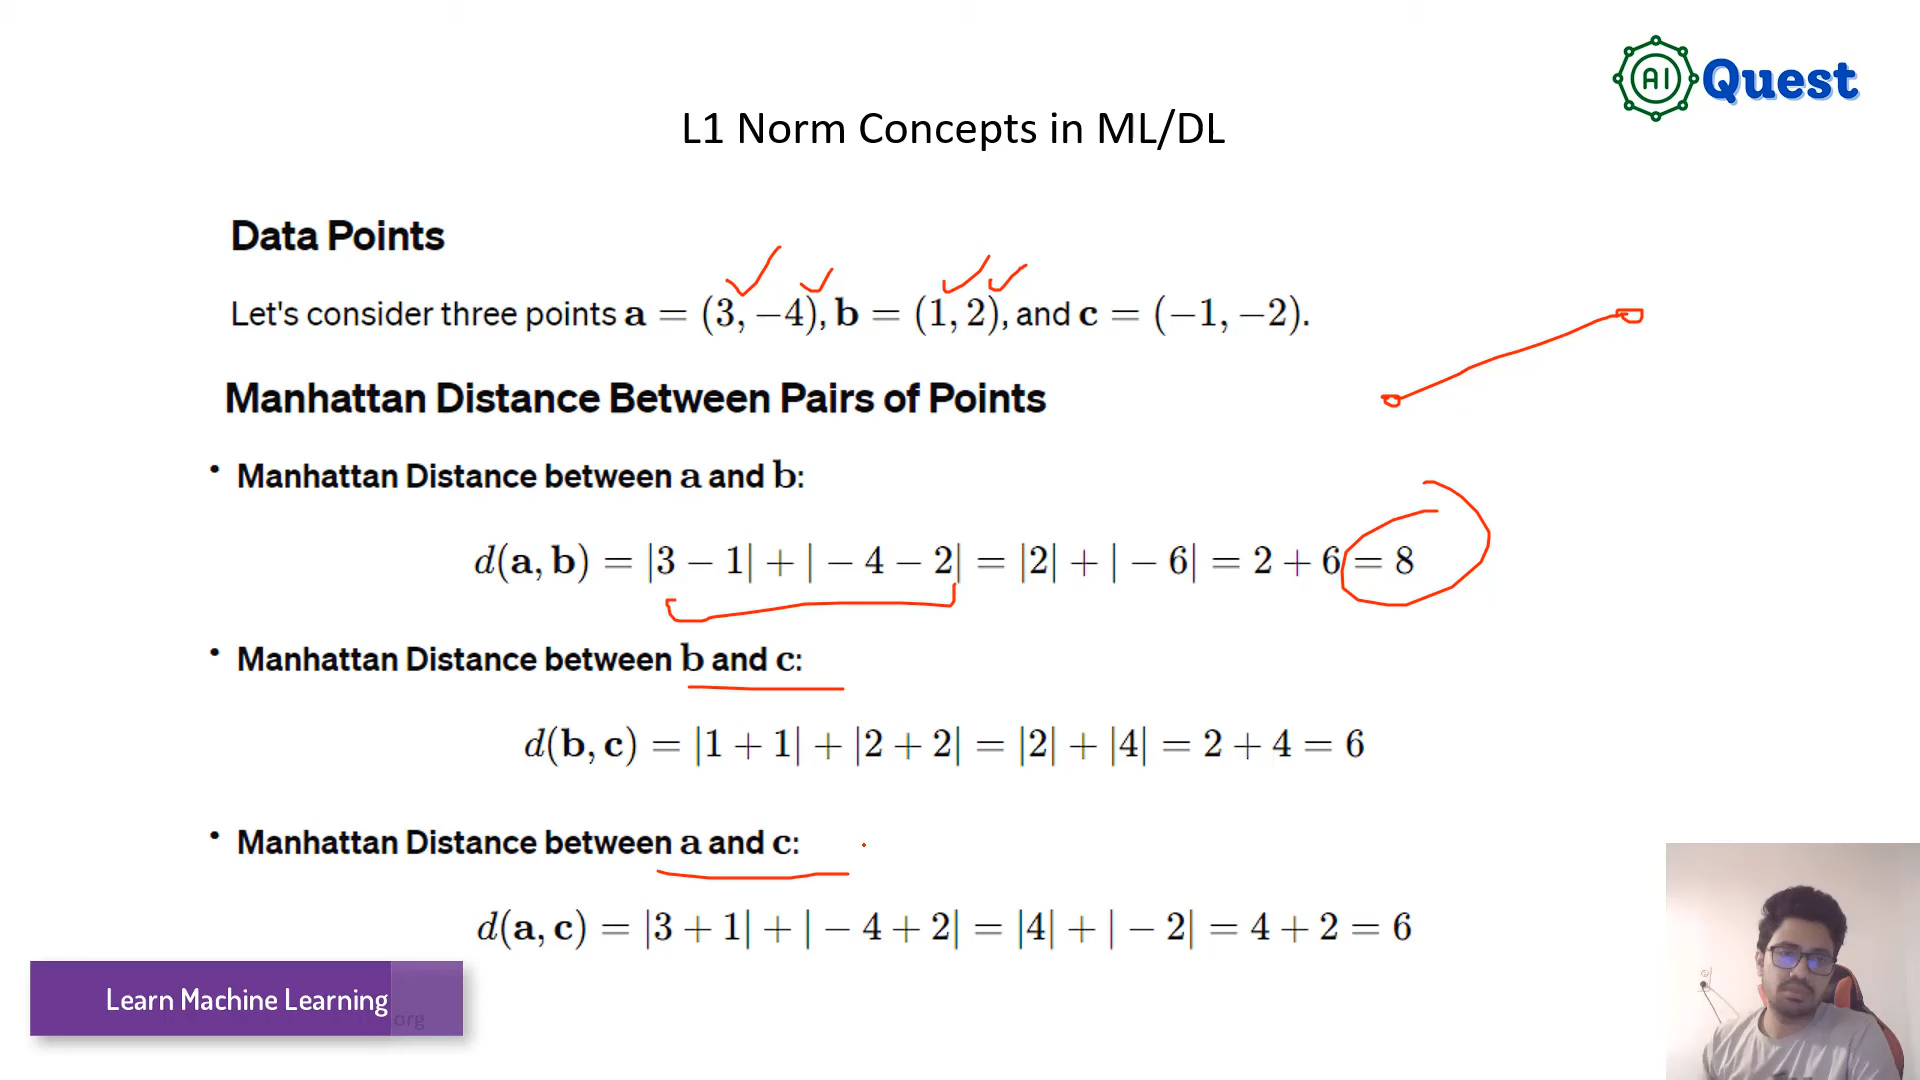 AI Quest
L1 Norm Concepts in ML/DL
Data Points
Let's consider three points a = (3, −4), b = (1, 2), and c = (−1, −2).
Manhattan Distance Between Pairs of Points
• Manhattan Distance between a and b:
d(a, b) = |3 − 1| + | − 4 − 2| = |2| + | − 6| = 2 + 6 = 8
• Manhattan Distance between b and c:
d(b, c) = |1 + 1| + |2 + 2| = |2| + |4| = 2 + 4 = 6
• Manhattan Distance between a and c:
d(a, c) = |3 + 1| + | − 4 + 2| = |4| + | − 2| = 4 + 2 = 6
Learn Machine Learning
org